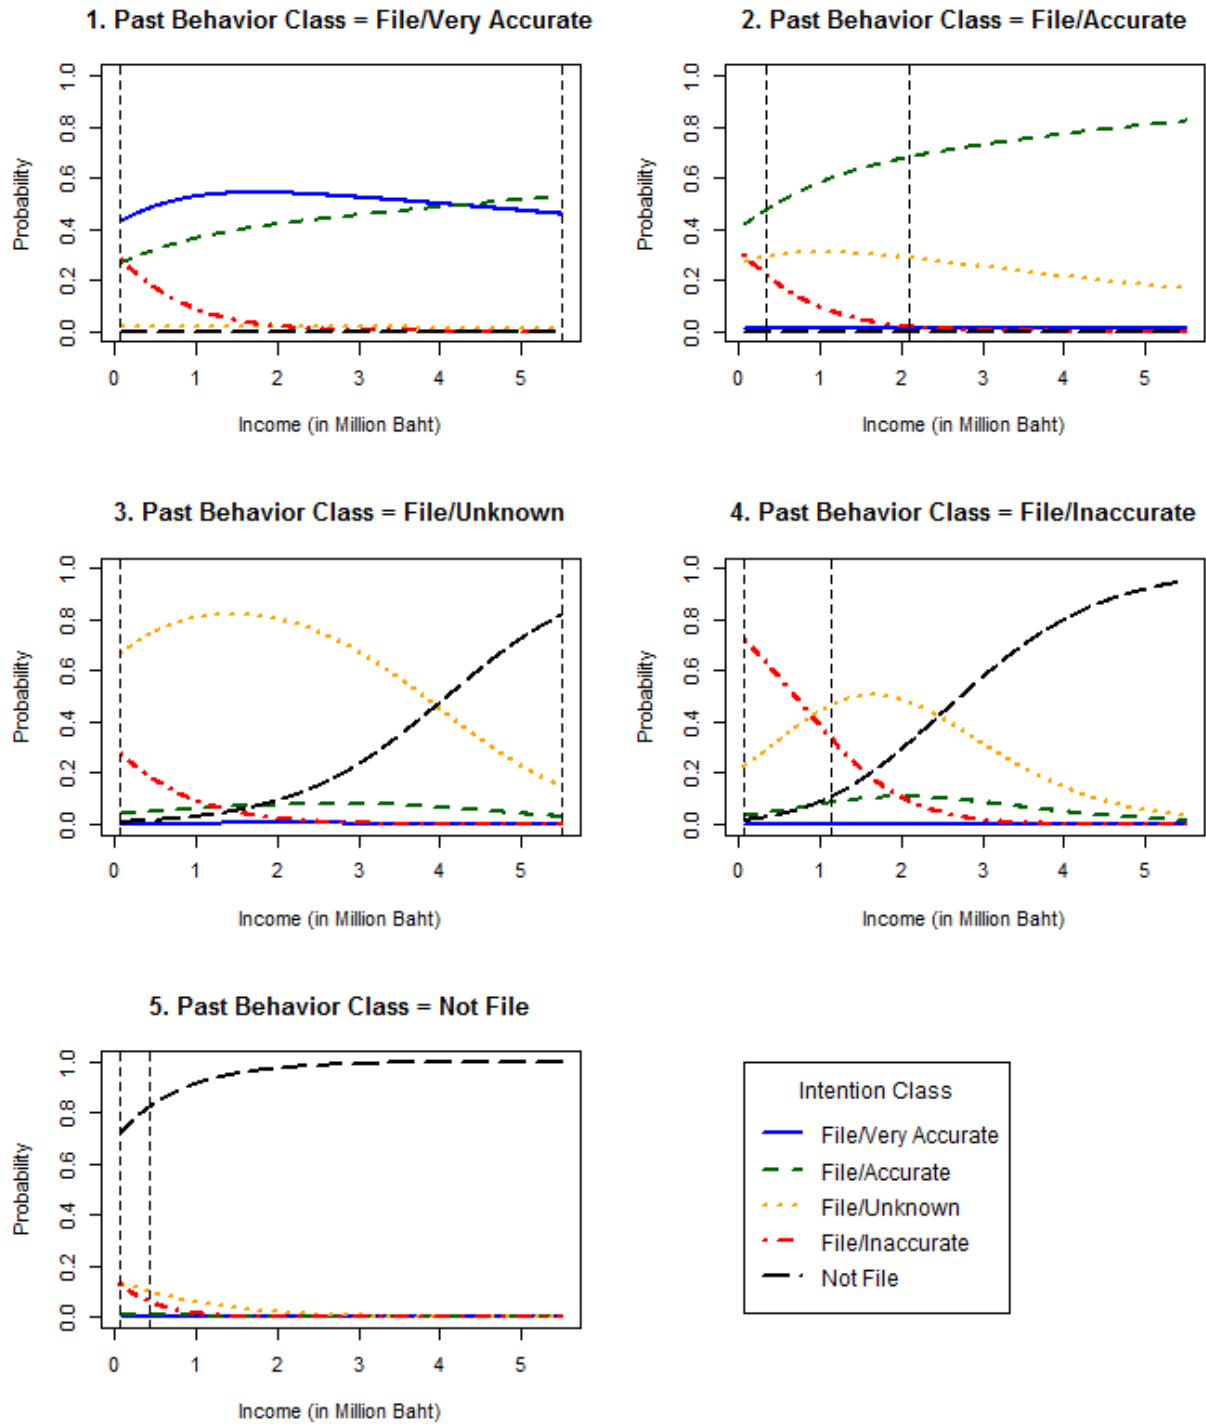 1. Past Behavior Class = File/Very Accurate
2. Past Behavior Class = File/Accurate
Probability
0.0 0.2 0.4 0.6 0.8 1.0
0 1 2 3 4 5
Income (in Million Baht)
Probability
0.0 0.2 0.4 0.6 0.8 1.0
0 1 2 3 4 5
Income (in Million Baht)
3. Past Behavior Class = File/Unknown
4. Past Behavior Class = File/Inaccurate
Probability
0.0 0.2 0.4 0.6 0.8 1.0
0 1 2 3 4 5
Income (in Million Baht)
Probability
0.0 0.2 0.4 0.6 0.8 1.0
0 1 2 3 4 5
Income (in Million Baht)
5. Past Behavior Class = Not File
Probability
0.0 0.2 0.4 0.6 0.8 1.0
0 1 2 3 4 5
Income (in Million Baht)
Intention Class
File/Very Accurate
File/Accurate
File/Unknown
File/Inaccurate
Not File